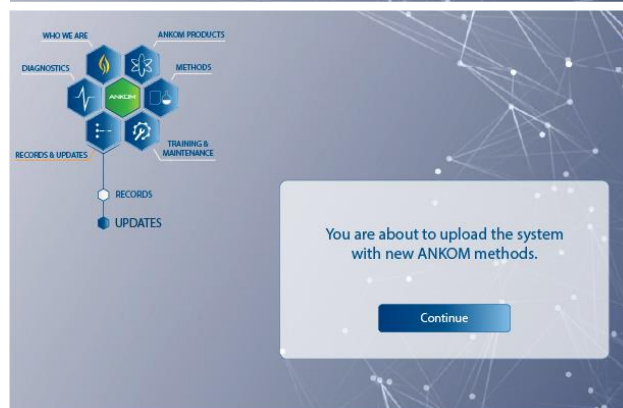 WHO WE ARE
ANKOM PRODUCTS
DIAGNOSTICS
METHODS
ANKOM
RECORDS & UPDATES
TRAINING &
MAINTENANCE
RECORDS
UPDATES
You are about to upload the system
with new ANKOM methods.
Continue